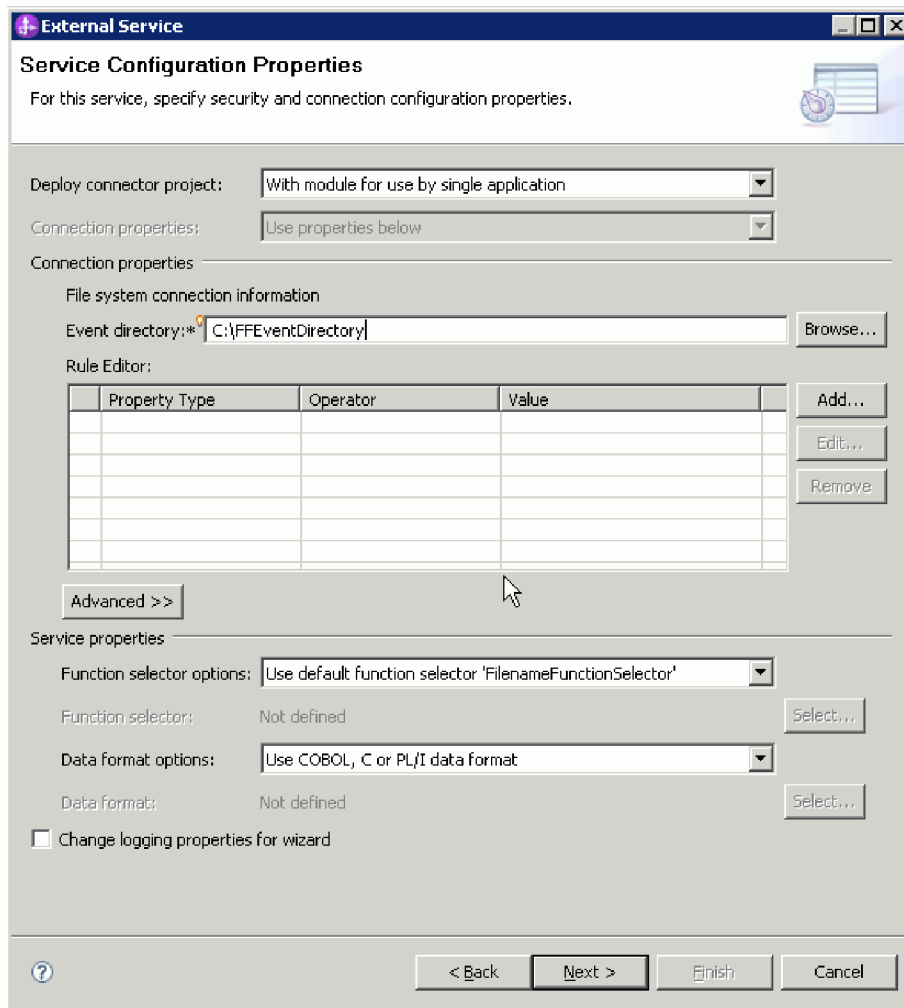 External Service
Service Configuration Properties
For this service, specify security and connection configuration properties.
Deploy connector project: With module for use by single application
Connection properties: Use properties below
Connection properties
File system connection information
Event directory:* C:\FFEventDirectory Browse...
Rule Editor:
Property Type Operator Value Add...
Edit...
Remove
Advanced >>
Service properties
Function selector options: Use default function selector 'FilenameFunctionSelector'
Function selector: Not defined Select...
Data format options: Use COBOL, C or PL/I data format
Data format: Not defined Select...
Change logging properties for wizard
? < Back Next > Finish Cancel